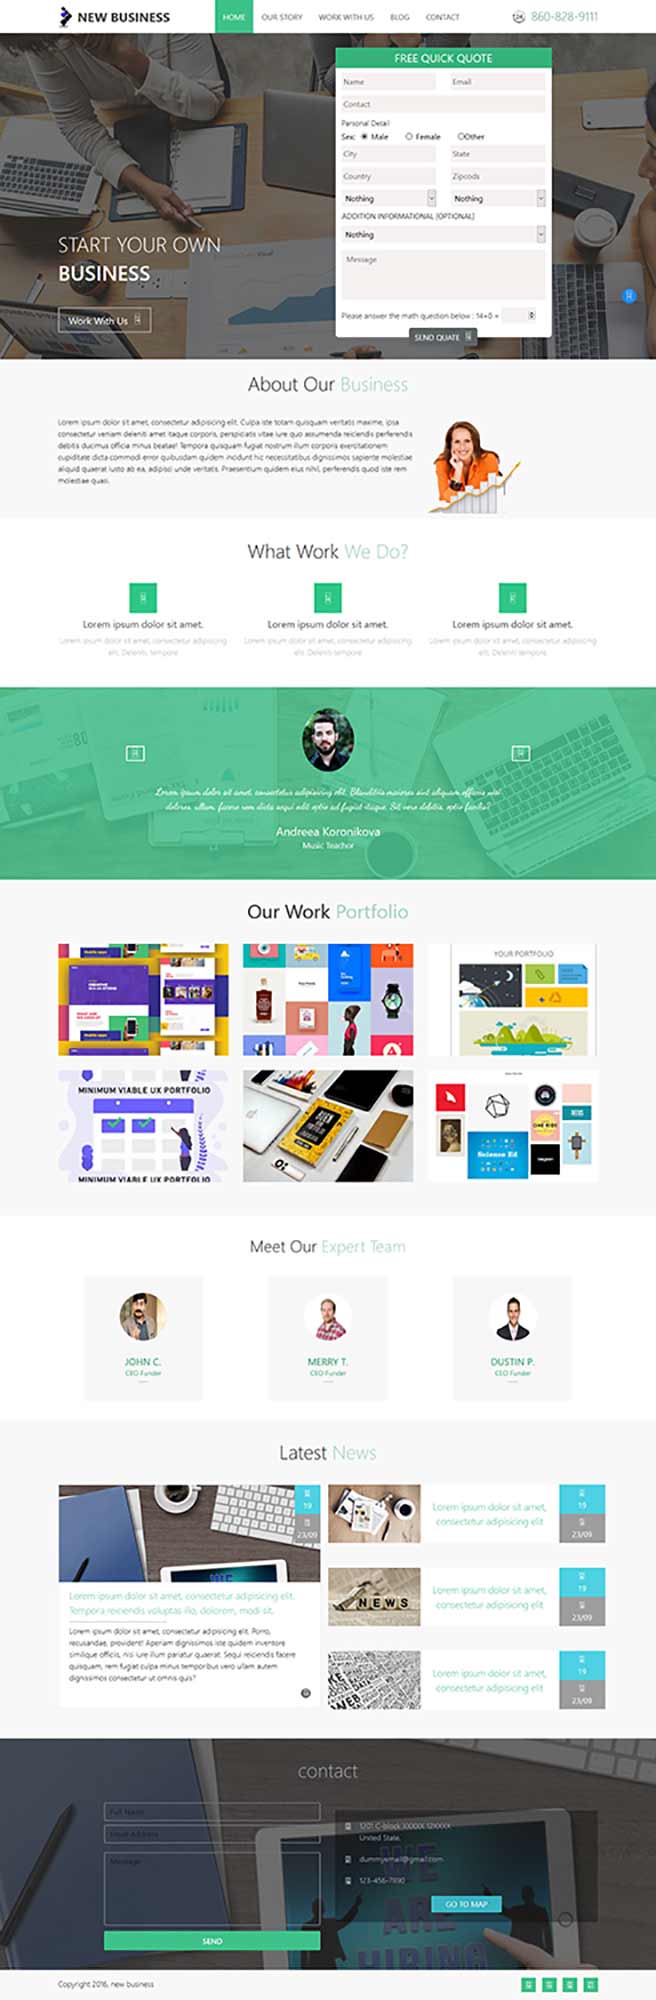 NEW BUSINESS
HOME OUR STORY WORK WITH US BLOG CONTACT
860-828-9111
FREE QUICK QUOTE
Name Email
Contact
Parsonal Detail
Sex: Male Female Other
City State
Country Zipcods
Nothing Nothing
ADDITION INFORMATIONAL [OPTIONAL]
Nothing
Message
Please answer the math question below : 14+0 =
SEND QUATE
START YOUR OWN
BUSINESS
Work With Us
About Our Business
Lorem ipsum dolor sit amet, consectetur adipisicing elit. Culpa iste totam quisquam veritatis maxime, ipsa
consectetur veniam deleniti amet itaque corporis, perspiciatis vitae iure quo assumenda reiciendis perferendis
debitis ducimus officia minus beatae! Tempora quisquam fugiat nostrum illum corporis exercitationem
cupiditate dicta commodi error quibusdam quidem incidunt hic necessitatibus dignissimos sapiente molestiae
aliquid quaerat iusto ab ea, adipisci unde veritatis. Praesentium quidem eius nihil, perferendis quod iste rem
molestiae quasi.
What Work We Do?
Lorem ipsum dolor sit amet. Lorem ipsum dolor sit amet. Lorem ipsum dolor sit amet.
Lorem ipsum dolor sit amet, consectetur adipisicing Lorem ipsum dolor sit amet, consectetur adipisicing Lorem ipsum dolor sit amet, consectetur adipisicing
elit. Deleniti, tempore. elit. Deleniti, tempore. elit. Deleniti, tempore.
Lorem ipsum dolor sit amet, consectetur adipisicing elit. Blanditiis maiores sint aliquam officiis nisi
dolores, ullam, facere rem dicta sequi odit optio ad fugiat itaque. Sit vero debitis, optio facilis?
Andreea Koronikova
Music Teachor
Our Work Portfolio
YOUR PORTFOLIO
MINIMUM VIABLE UX PORTFOLIO
MINIMUM VIABLE UX PORTFOLIO
Science Ed
Meet Our Expert Team
JOHN C. MERRY T. DUSTIN P.
CEO Funder CEO Funder CEO Funder
Latest News
19
23/09
WE
Lorem ipsum dolor sit amet, consectetur adipisicing elit.
Tempora reiciendis voluptas illo, dolorem, modi sit.
Lorem ipsum dolor sit amet, consectetur adipisicing elit. Porro,
recusandae, provident! Aperiam dignissimos iste quidem inventore
similique officiis, nisi iure illum pariatur quaerat. Sequi reiciendis facere
quisquam, rem fugit culpa minus temporibus vero ullam autem
dignissimos consectetur ut omnis quis?
Lorem ipsum dolor sit amet,
consectetur adipisicing elit
19
23/09
NEWS
Lorem ipsum dolor sit amet,
consectetur adipisicing elit
19
23/09
Lorem ipsum dolor sit amet,
consectetur adipisicing elit
19
23/09
contact
Full Name
Email Address
Message
SEND
1201 C-block XXXXX 12XXXX
United State.
dummyemail@gmail.com
123-456-7890
GO TO MAP
WE
ARE
HIRING
Copyright 2016, new business